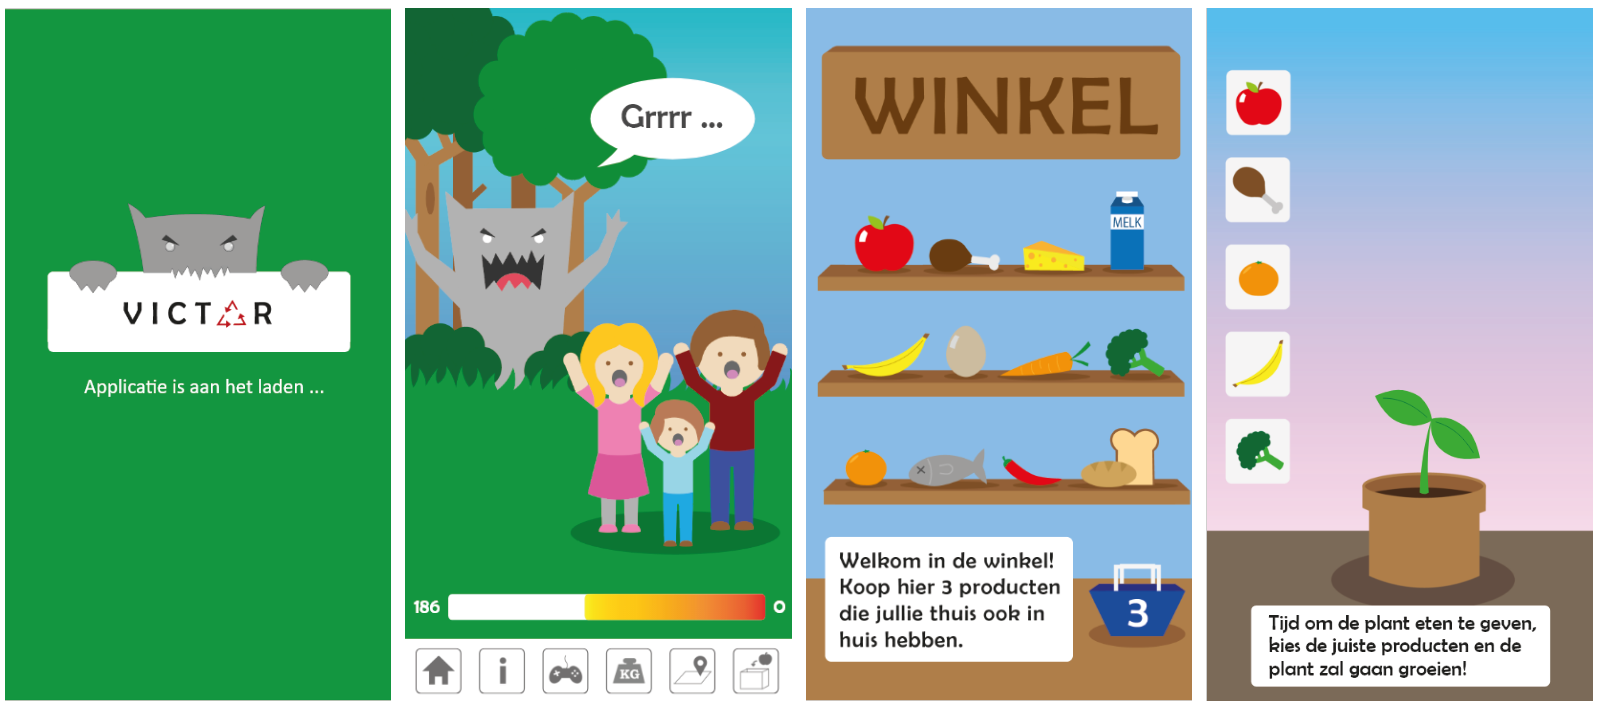 VICTOR
Applicatie is aan het laden ...
Grrrr ...
186
0
KG
WINKEL
MELK
Welkom in de winkel!
Koop hier 3 producten
die jullie thuis ook in
huis hebben.
3
Tijd om de plant eten te geven,
kies de juiste producten en de
plant zal gaan groeien!